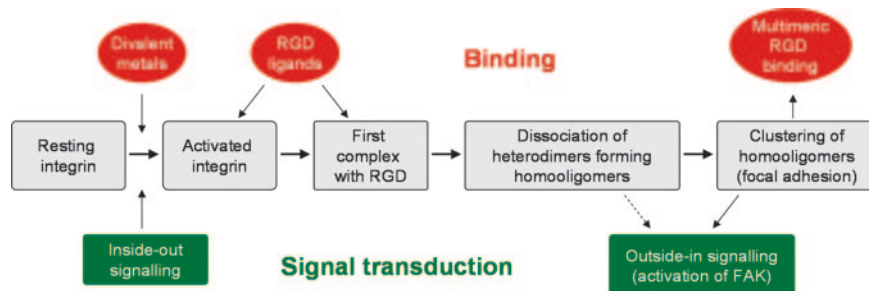 Divalent
metals
RGD
ligands
Binding
Multimeric
RGD
binding
Resting
integrin
Activated
integrin
First
complex
with RGD
Dissociation of
heterodimers forming
homooligomers
Clustering of
homooligomers
(focal adhesion)
Inside-out
signalling
Signal transduction
Outside-in signalling
(activation of FAK)